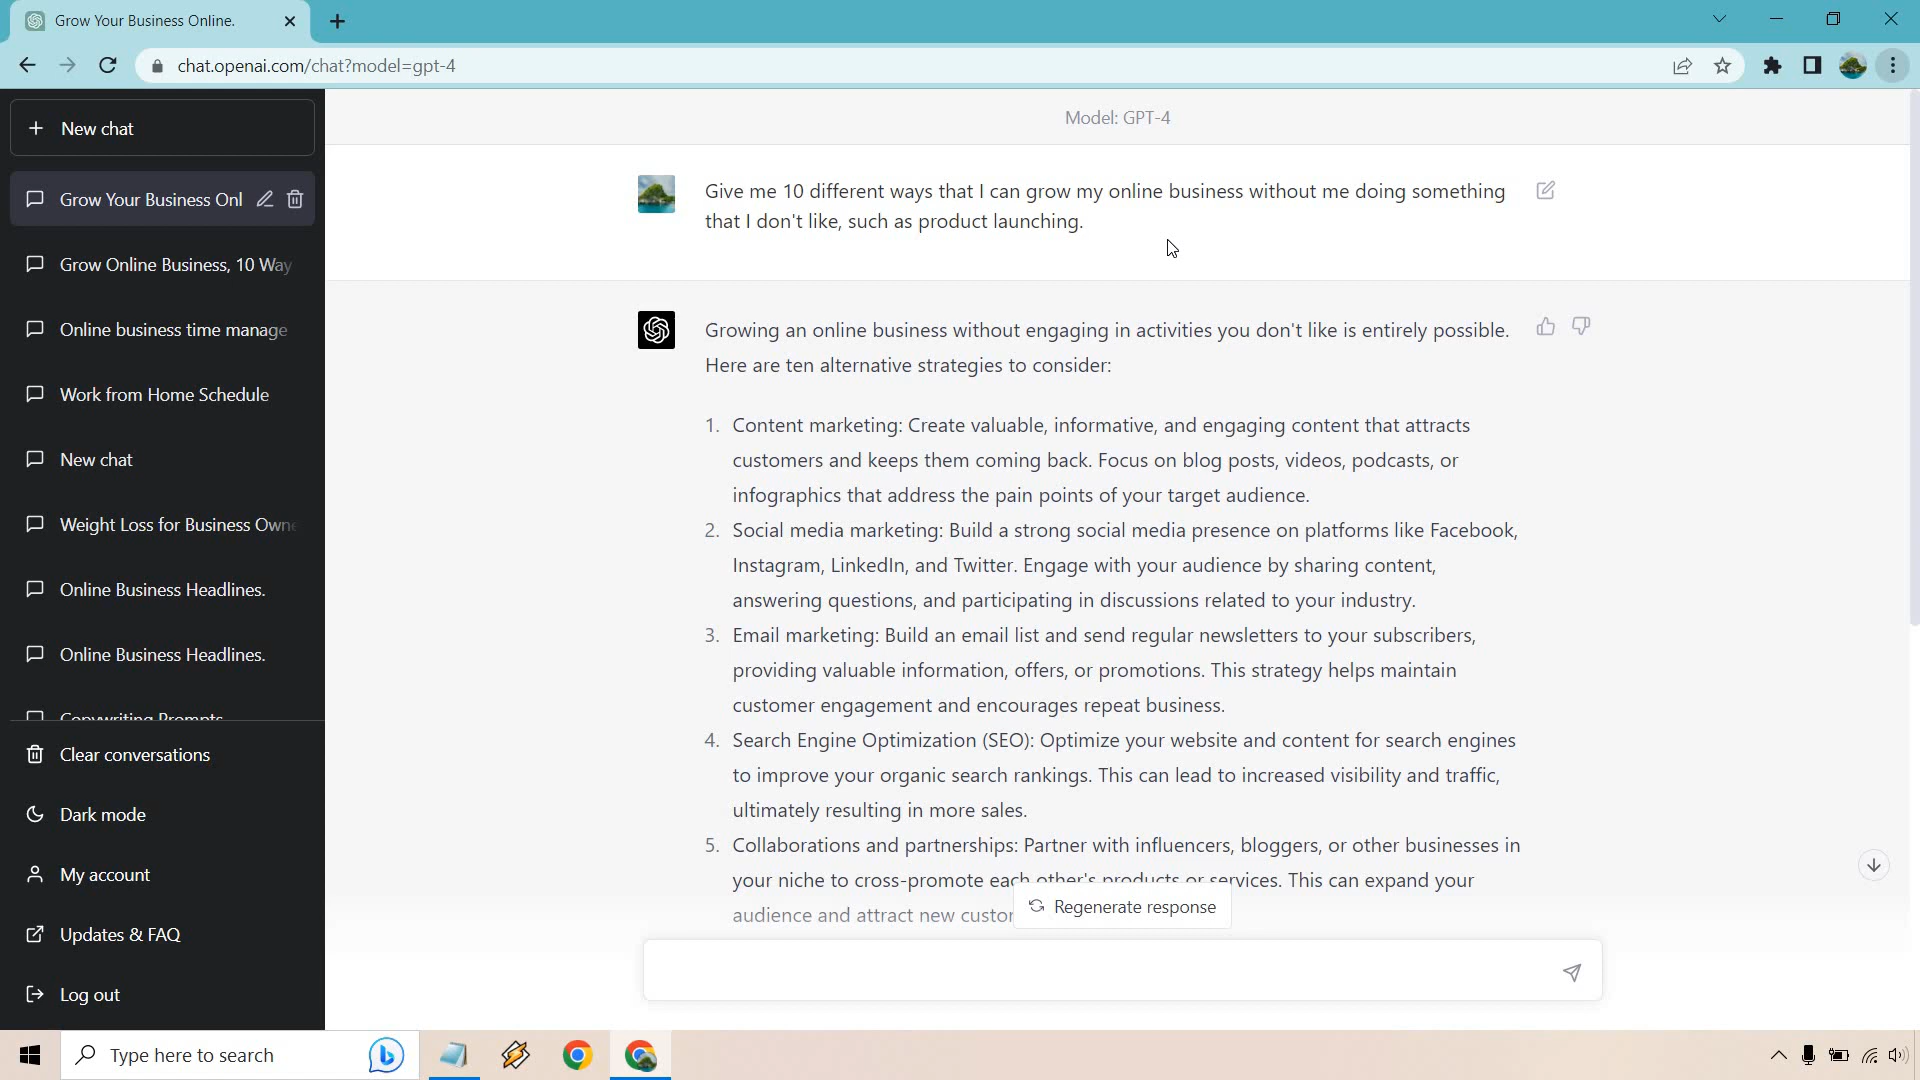 Grow Your Business Online.
chat.openai.com/chat?model=gpt-4
New chat
Grow Your Business Onl
Grow Online Business, 10 Way
Online business time manage
Work from Home Schedule
New chat
Weight Loss for Business Owne
Online Business Headlines.
Online Business Headlines.
Copywriting Prompts
Clear conversations
Dark mode
My account
Updates & FAQ
Log out
Model: GPT-4
Give me 10 different ways that I can grow my online business without me doing something
that I don't like, such as product launching.
Growing an online business without engaging in activities you don't like is entirely possible.
Here are ten alternative strategies to consider:
1. Content marketing: Create valuable, informative, and engaging content that attracts
customers and keeps them coming back. Focus on blog posts, videos, podcasts, or
infographics that address the pain points of your target audience.
2. Social media marketing: Build a strong social media presence on platforms like Facebook,
Instagram, LinkedIn, and Twitter. Engage with your audience by sharing content,
answering questions, and participating in discussions related to your industry.
3. Email marketing: Build an email list and send regular newsletters to your subscribers,
providing valuable information, offers, or promotions. This strategy helps maintain
customer engagement and encourages repeat business.
4. Search Engine Optimization (SEO): Optimize your website and content for search engines
to improve your organic search rankings. This can lead to increased visibility and traffic,
ultimately resulting in more sales.
5. Collaborations and partnerships: Partner with influencers, bloggers, or other businesses in
your niche to cross-promote each other's products or services. This can expand your
audience and attract new custo
Regenerate response
Type here to search